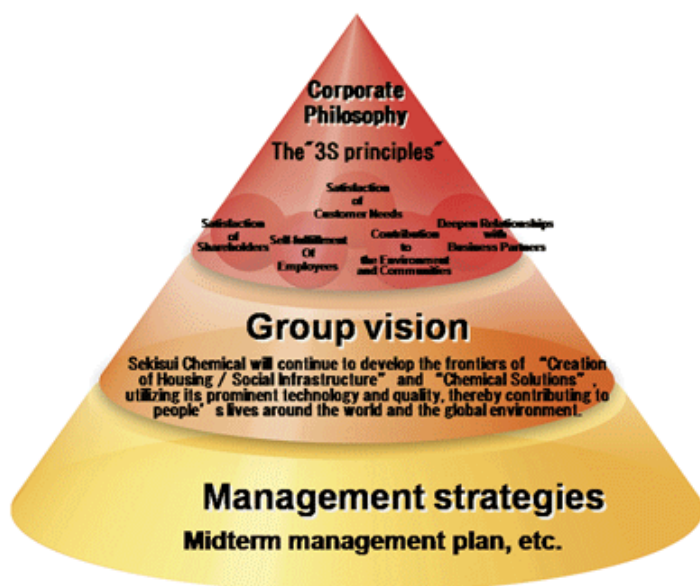 Corporate
Philosophy
The"3S principles"
Satisfaction
of
Customer Needs
Satisfaction
of
Shareholders
Self-fulfillment
Of
Employees
Contribution
to
the Environment
and Communities
Deepen Relationships
with
Business Partners
Group vision
Sekisui Chemical will continue to develop the frontiers of “Creation
of Housing / Social Infrastructure” and “Chemical Solutions”,
utilizing its prominent technology and quality, thereby contributing to
people’s lives around the world and the global environment.
Management strategies
Midterm management plan, etc.